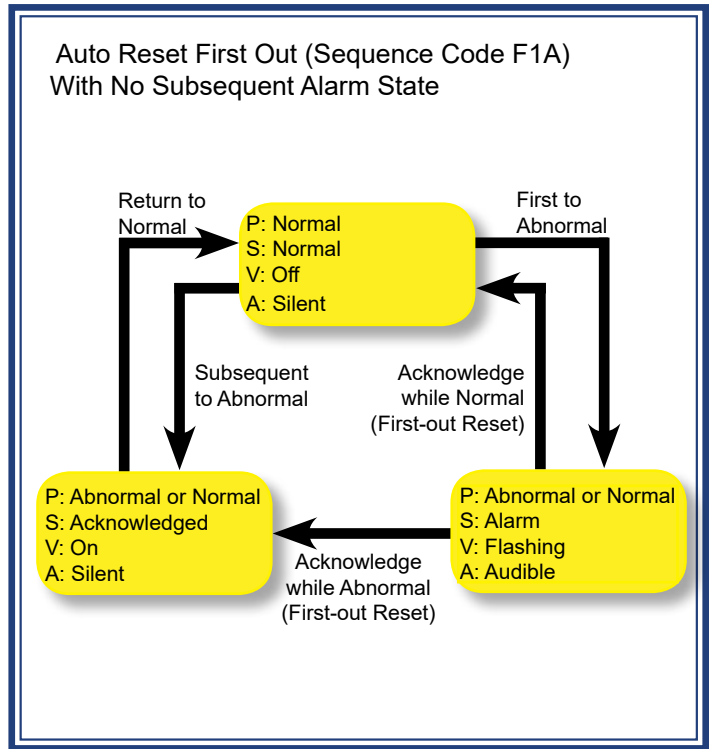 Auto Reset First Out (Sequence Code F1A)
With No Subsequent Alarm State
Return to
Normal
First to
Abnormal
P: Normal
S: Normal
V: Off
A: Silent
Subsequent
to Abnormal
Acknowledge
while Normal
(First-out Reset)
P: Abnormal or Normal
S: Acknowledged
V: On
A: Silent
Acknowledge
while Abnormal
(First-out Reset)
P: Abnormal or Normal
S: Alarm
V: Flashing
A: Audible